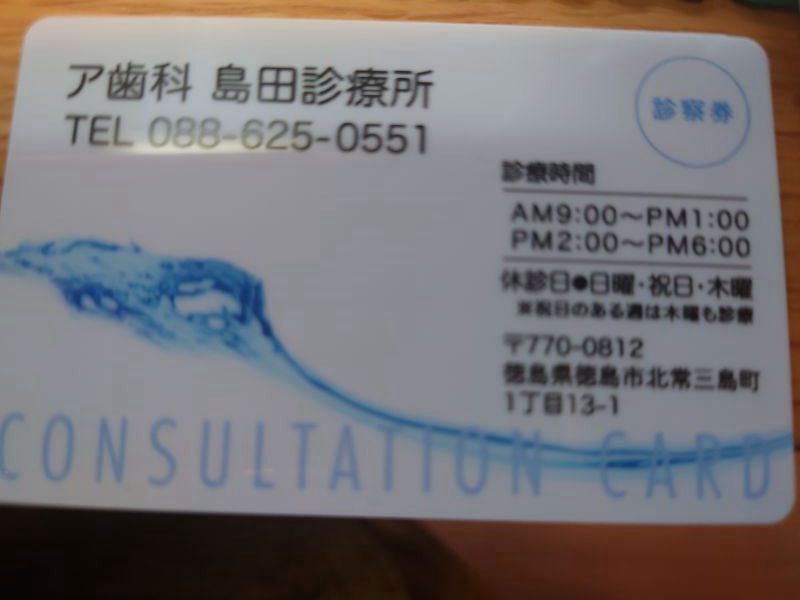 ア歯科 島田診療所
TEL 088-625-0551
診察券
診療時間
AM9:00～PM1:00
PM2:00～PM6:00
休診日●日曜・祝日・木曜
※祝日のある週は木曜も診療
〒770-0812
徳島県徳島市北常三島町
1丁目13-1
CONSULTATION CARD